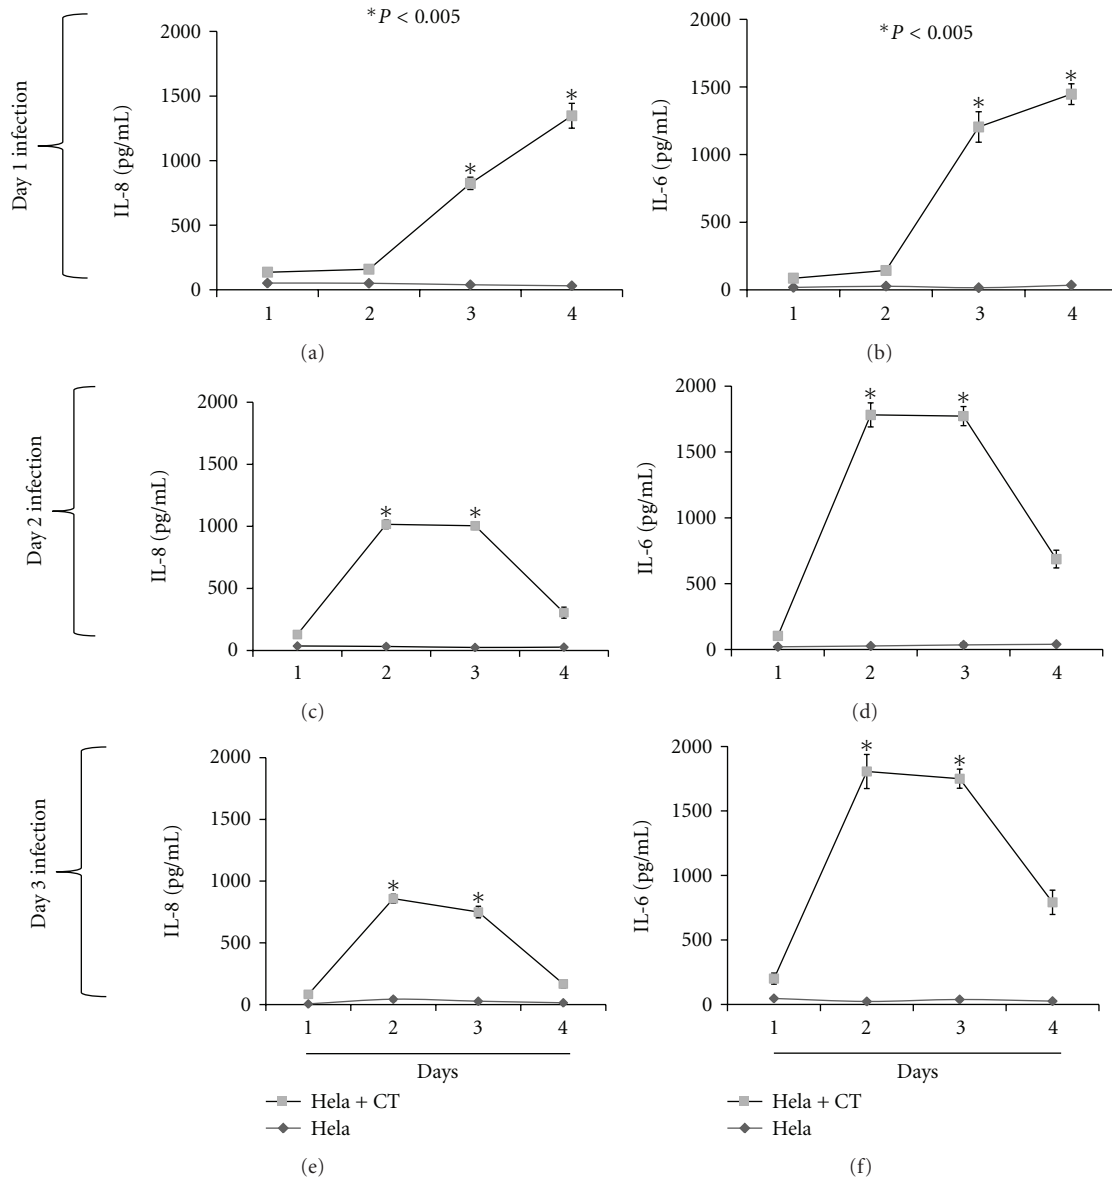 Day 1 infection
IL-8 (pg/mL)
*P < 0.005
2000
1500
1000
500
0
* *
1 2 3 4
(a)
IL-6 (pg/mL)
*P < 0.005
2000
1500
1000
500
0
* *
1 2 3 4
(b)
Day 2 infection
IL-8 (pg/mL)
2000
1500
1000
500
0
* *
1 2 3 4
(c)
IL-6 (pg/mL)
2000
1500
1000
500
0
* *
1 2 3 4
(d)
Day 3 infection
IL-8 (pg/mL)
2000
1500
1000
500
0
* *
1 2 3 4
Days
Hela + CT
Hela
(e)
IL-6 (pg/mL)
2000
1500
1000
500
0
* *
1 2 3 4
Days
Hela + CT
Hela
(f)